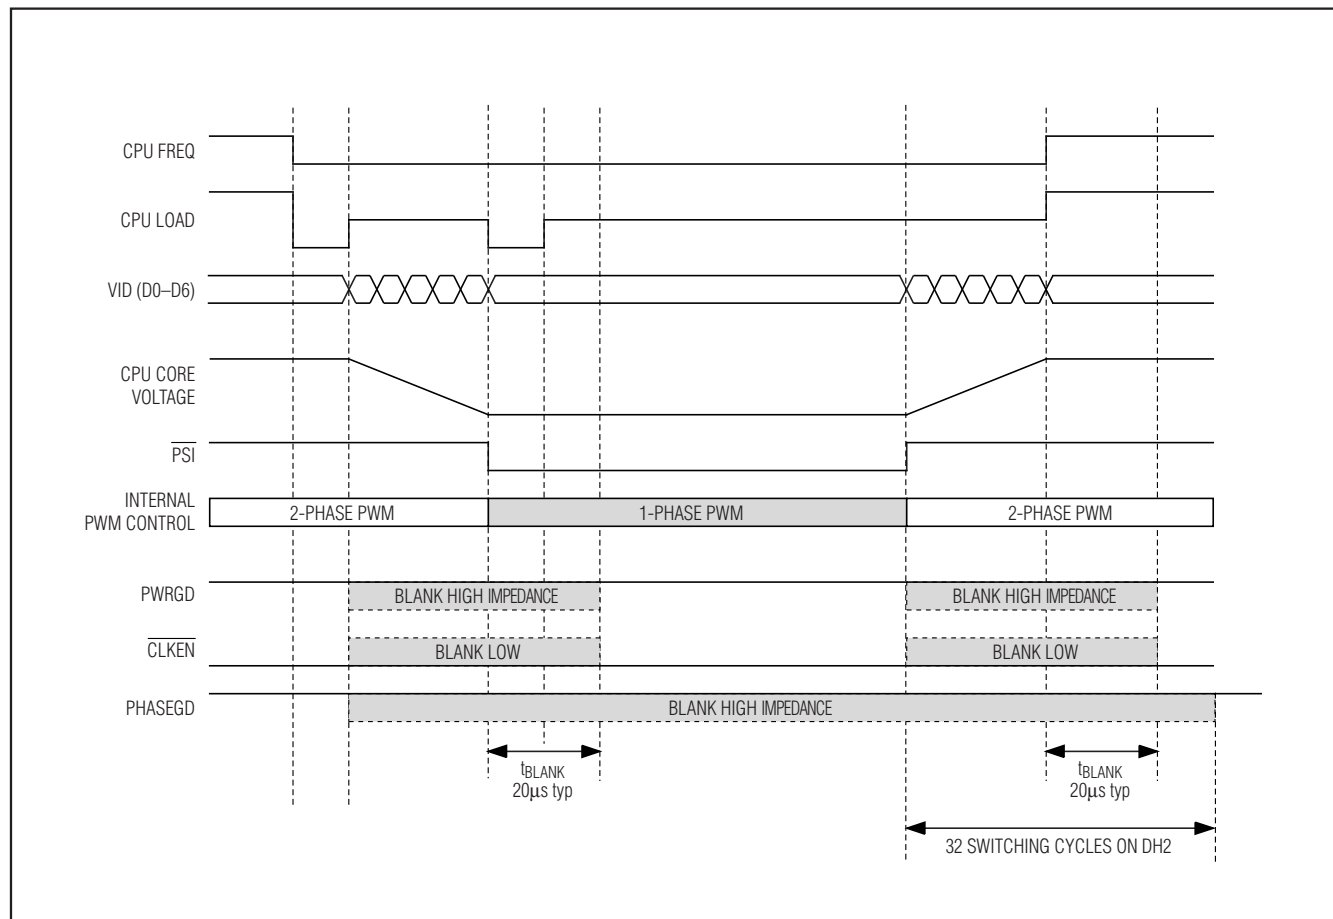 CPU FREQ
CPU LOAD
VID (D0–D6)
CPU CORE
VOLTAGE
PSI
INTERNAL
PWM CONTROL
2-PHASE PWM
1-PHASE PWM
2-PHASE PWM
PWRGD
BLANK HIGH IMPEDANCE
BLANK HIGH IMPEDANCE
CLKEN
BLANK LOW
BLANK LOW
PHASEGD
BLANK HIGH IMPEDANCE
tBLANK
20µs typ
tBLANK
20µs typ
32 SWITCHING CYCLES ON DH2